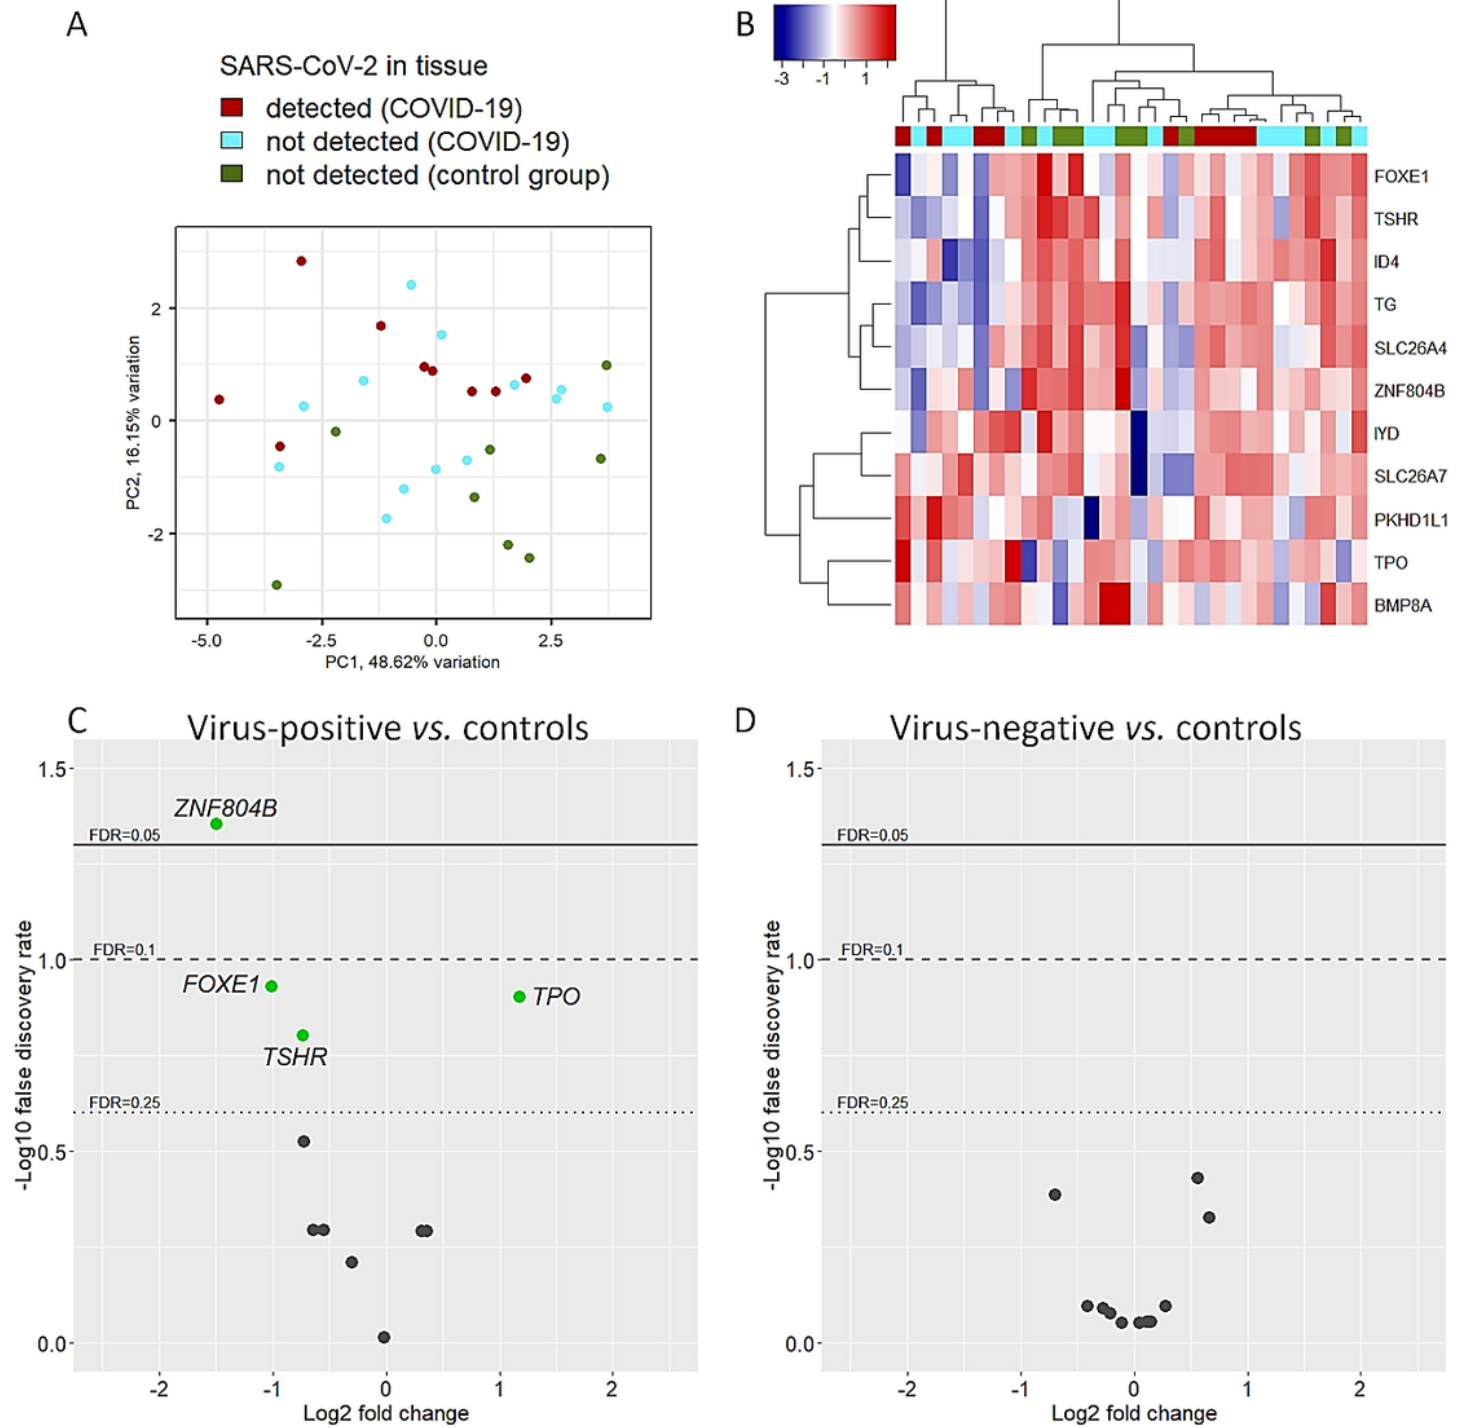 A
SARS-CoV-2 in tissue
detected (COVID-19)
not detected (COVID-19)
not detected (control group)
2
0
-2
PC2, 16.15% variation
-5.0 -2.5 0.0 2.5
PC1, 48.62% variation
B
-3 -1 1
FOXE1
TSHR
ID4
TG
SLC26A4
ZNF804B
IYD
SLC26A7
PKHD1L1
TPO
BMP8A
C
Virus-positive vs. controls
1.5
ZNF804B
FDR=0.05
FDR=0.1
1.0
FOXE1
TPO
TSHR
FDR=0.25
0.5
0.0
-Log10 false discovery rate
-2 -1 0 1 2
Log2 fold change
D
Virus-negative vs. controls
1.5
FDR=0.05
FDR=0.1
1.0
FDR=0.25
0.5
0.0
-Log10 false discovery rate
-2 -1 0 1 2
Log2 fold change